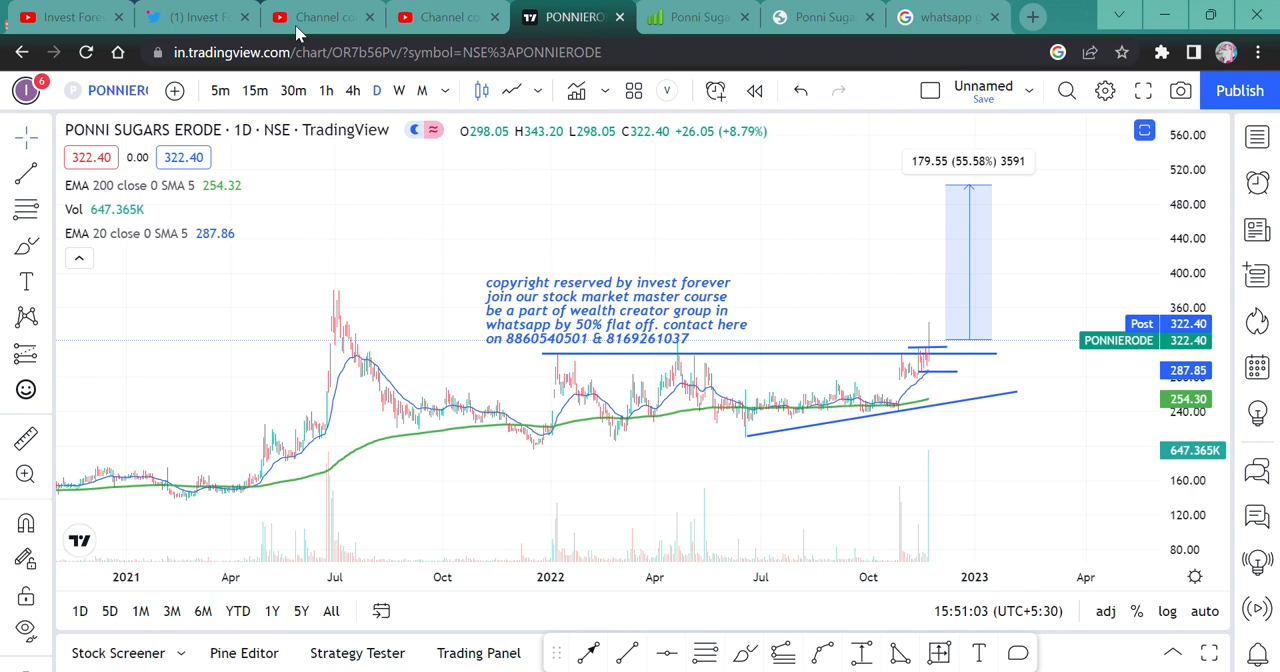 Invest Fore
(1) Invest F
Channel co
Channel co
PONNIERO
Ponni Suga
Ponni Suga
whatsapp g
in.tradingview.com/chart/OR7b56Pv/?symbol=NSE%3APONNIERODE
I
6
P
PONNIER
5m
15m
30m
1h
4h
D
W
M
V
Unnamed
Save
Publish
PONNI SUGARS ERODE · 1D · NSE · TradingView
O298.05 H343.20 L298.05 C322.40 +26.05 (+8.79%)
322.40
0.00
322.40
EMA 200 close 0 SMA 5 254.32
Vol 647.365K
EMA 20 close 0 SMA 5 287.86
179.55 (55.58%) 3591
copyright reserved by invest forever
join our stock market master course
be a part of wealth creator group in
whatsapp by 50% flat off. contact here
on 8860540501 & 8169261037
560.00
520.00
480.00
440.00
400.00
360.00
Post 322.40
PONNIERODE 322.40
287.85
254.30
240.00
647.365K
160.00
120.00
80.00
2021
Apr
Jul
Oct
2022
Apr
Jul
Oct
2023
Apr
1D
5D
1M
3M
6M
YTD
1Y
5Y
All
15:51:03 (UTC+5:30)
adj
%
log
auto
Stock Screener
Pine Editor
Strategy Tester
Trading Panel